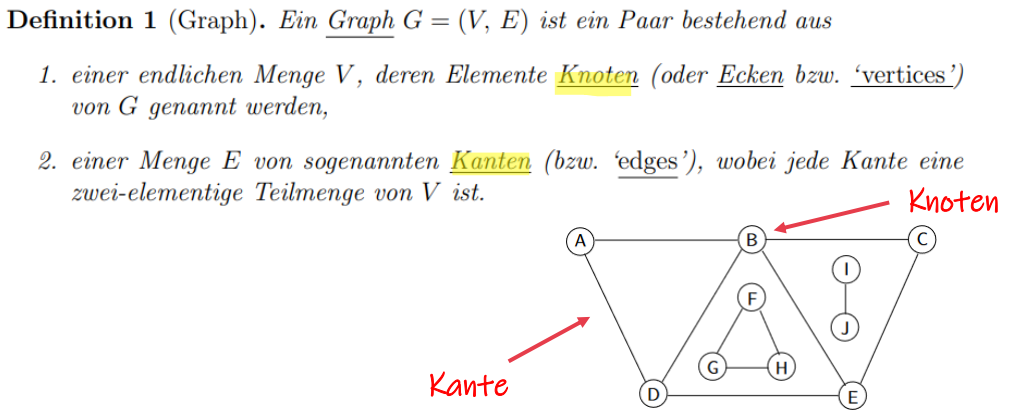 Definition 1 (Graph). Ein Graph G = (V, E) ist ein Paar bestehend aus
1. einer endlichen Menge V, deren Elemente Knoten (oder Ecken bzw. ‘vertices’)
von G genannt werden,
2. einer Menge E von sogenannten Kanten (bzw. ‘edges’), wobei jede Kante eine
zwei-elementige Teilmenge von V ist.
Knoten
A
B
C
I
F
J
G
H
Kante
D
E